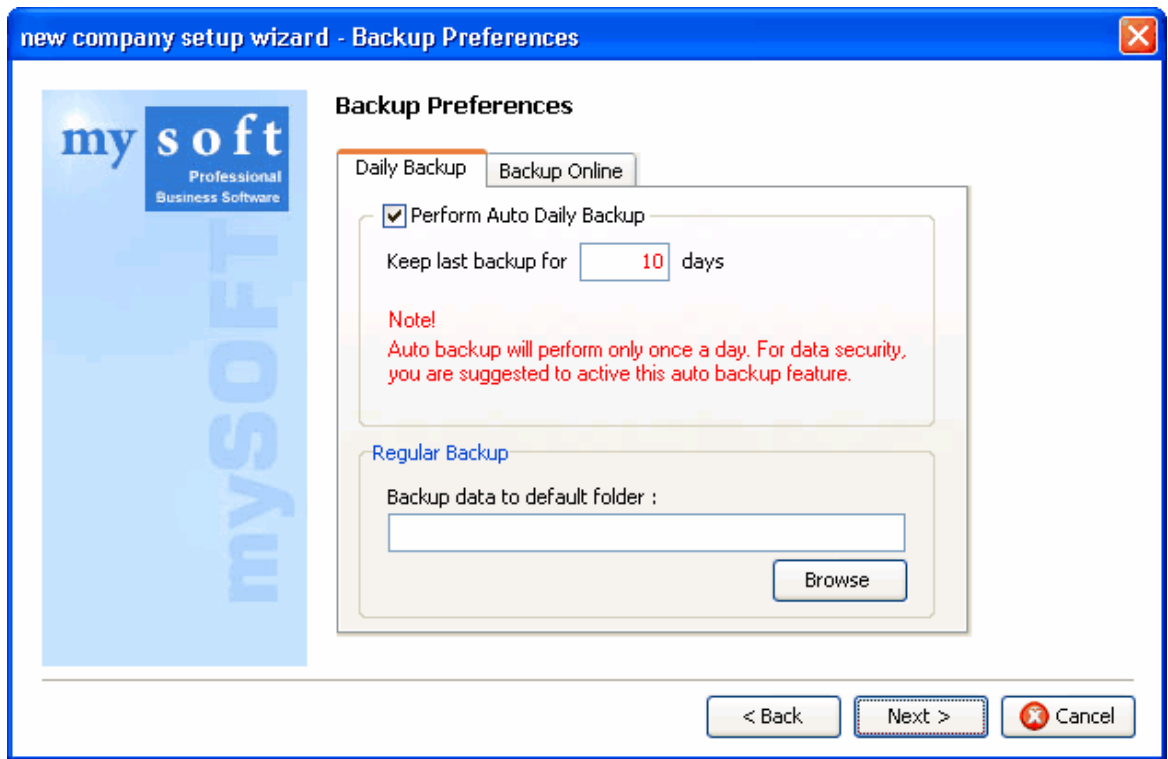 new company setup wizard - Backup Preferences
my soft
Professional
Business Software
mySOFT
Backup Preferences
Daily Backup
Backup Online
Perform Auto Daily Backup
Keep last backup for 10 days
Note!
Auto backup will perform only once a day. For data security,
you are suggested to active this auto backup feature.
Regular Backup
Backup data to default folder :
Browse
< Back
Next >
Cancel